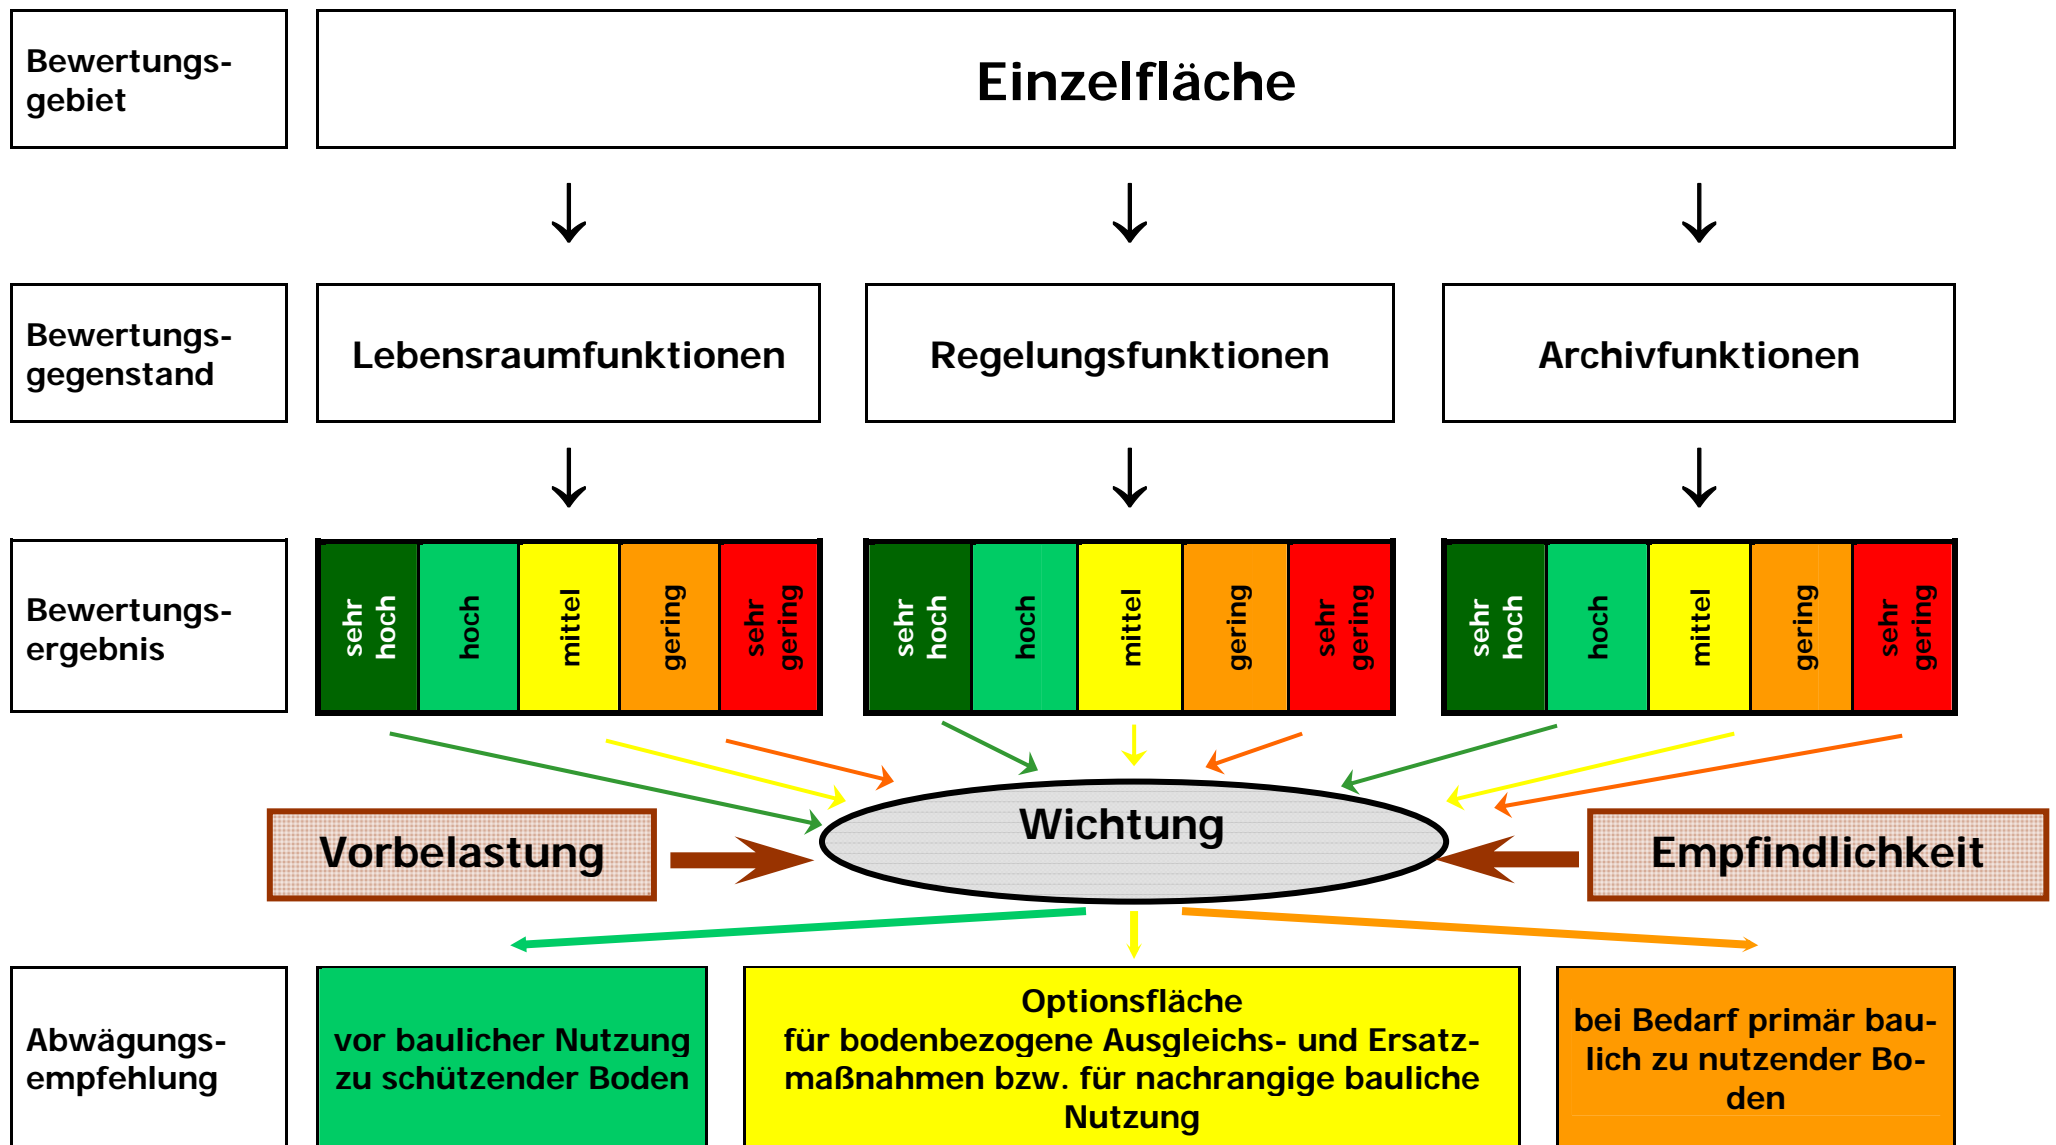 Bewertungs-
gebiet
Einzelfläche
Bewertungs-
gegenstand
Lebensraumfunktionen
Regelungsfunktionen
Archivfunktionen
Bewertungs-
ergebnis
sehr
hoch
hoch
mittel
gering
sehr
gering
sehr
hoch
hoch
mittel
gering
sehr
gering
sehr
hoch
hoch
mittel
gering
sehr
gering
Wichtung
Vorbelastung
Empfindlichkeit
Abwägungs-
empfehlung
vor baulicher Nutzung
zu schützender Boden
Optionsfläche
für bodenbezogene Ausgleichs- und Ersatz-
maßnahmen bzw. für nachrangige bauliche
Nutzung
bei Bedarf primär bau-
lich zu nutzender Bo-
den